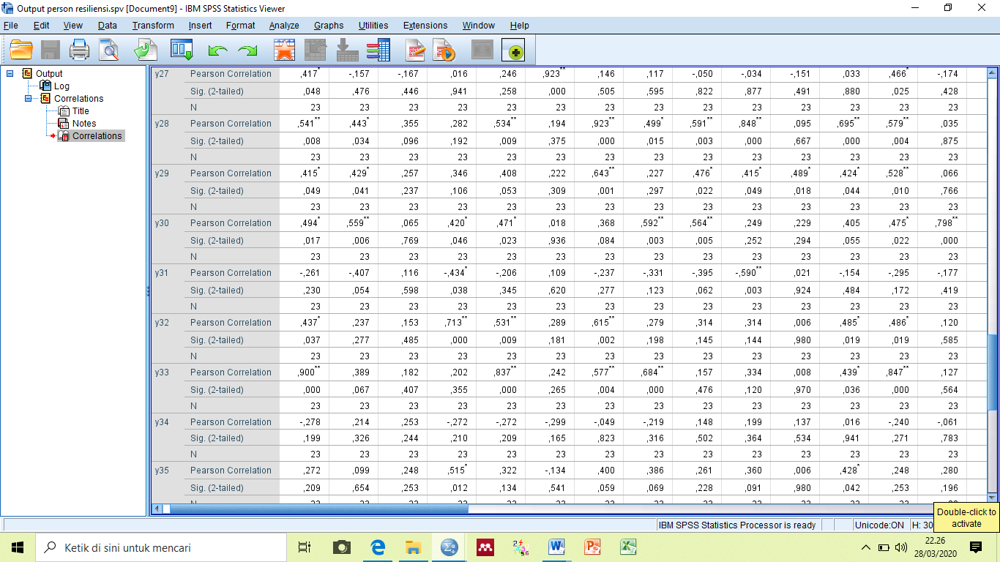 Output person resiliensi.spv [Document9] - IBM SPSS Statistics Viewer
File Edit View Data Transform Insert Format Analyze Graphs Utilities Extensions Window Help
Output
Log
Correlations
Title
Notes
Correlations
y27 Pearson Correlation ,417* -,157 -,167 ,016 ,246 ,923** ,146 ,117 -,050 -,034 -,151 ,033 ,466* -,174
Sig. (2-tailed) ,048 ,476 ,446 ,941 ,258 ,000 ,505 ,595 ,822 ,877 ,491 ,880 ,025 ,428
N 23 23 23 23 23 23 23 23 23 23 23 23 23 23
y28 Pearson Correlation ,541** ,443* ,355 ,282 ,534** ,194 ,923** ,499* ,591** ,848** ,095 ,695** ,579** ,035
Sig. (2-tailed) ,008 ,034 ,096 ,192 ,009 ,375 ,000 ,015 ,003 ,000 ,667 ,000 ,004 ,875
N 23 23 23 23 23 23 23 23 23 23 23 23 23 23
y29 Pearson Correlation ,415* ,429* ,257 ,346 ,408 ,222 ,643** ,227 ,476* ,415* ,489* ,424* ,528** ,066
Sig. (2-tailed) ,049 ,041 ,237 ,106 ,053 ,309 ,001 ,297 ,022 ,049 ,018 ,044 ,010 ,766
N 23 23 23 23 23 23 23 23 23 23 23 23 23 23
y30 Pearson Correlation ,494* ,559** ,065 ,420* ,471* ,018 ,368 ,592** ,564** ,249 ,229 ,405 ,475* ,798**
Sig. (2-tailed) ,017 ,006 ,769 ,046 ,023 ,936 ,084 ,003 ,005 ,252 ,294 ,055 ,022 ,000
N 23 23 23 23 23 23 23 23 23 23 23 23 23 23
y31 Pearson Correlation -,261 -,407 ,116 -,434* -,206 ,109 -,237 -,331 -,395 -,590** ,021 -,154 -,295 -,177
Sig. (2-tailed) ,230 ,054 ,598 ,038 ,345 ,620 ,277 ,123 ,062 ,003 ,924 ,484 ,172 ,419
N 23 23 23 23 23 23 23 23 23 23 23 23 23 23
y32 Pearson Correlation ,437* ,237 ,153 ,713** ,531** ,289 ,615** ,279 ,314 ,314 ,006 ,485* ,486* ,120
Sig. (2-tailed) ,037 ,277 ,485 ,000 ,009 ,181 ,002 ,198 ,145 ,144 ,980 ,019 ,019 ,585
N 23 23 23 23 23 23 23 23 23 23 23 23 23 23
y33 Pearson Correlation ,900** ,389 ,182 ,202 ,837** ,242 ,577** ,684** ,157 ,334 ,008 ,439* ,847** ,127
Sig. (2-tailed) ,000 ,067 ,407 ,355 ,000 ,265 ,004 ,000 ,476 ,120 ,970 ,036 ,000 ,564
N 23 23 23 23 23 23 23 23 23 23 23 23 23 23
y34 Pearson Correlation -,278 ,214 ,253 -,272 -,272 -,299 -,049 -,219 ,148 ,199 ,137 ,016 -,240 -,061
Sig. (2-tailed) ,199 ,326 ,244 ,210 ,209 ,165 ,823 ,316 ,502 ,364 ,534 ,941 ,271 ,783
N 23 23 23 23 23 23 23 23 23 23 23 23 23 23
y35 Pearson Correlation ,272 ,099 ,248 ,515* ,322 -,134 ,400 ,386 ,261 ,360 ,006 ,428* ,248 ,280
Sig. (2-tailed) ,209 ,654 ,253 ,012 ,134 ,541 ,059 ,069 ,228 ,091 ,980 ,042 ,253 ,196
Double-click to
activate
IBM SPSS Statistics Processor is ready Unicode:ON H: 30
Ketik di sini untuk mencari
22.26
28/03/2020